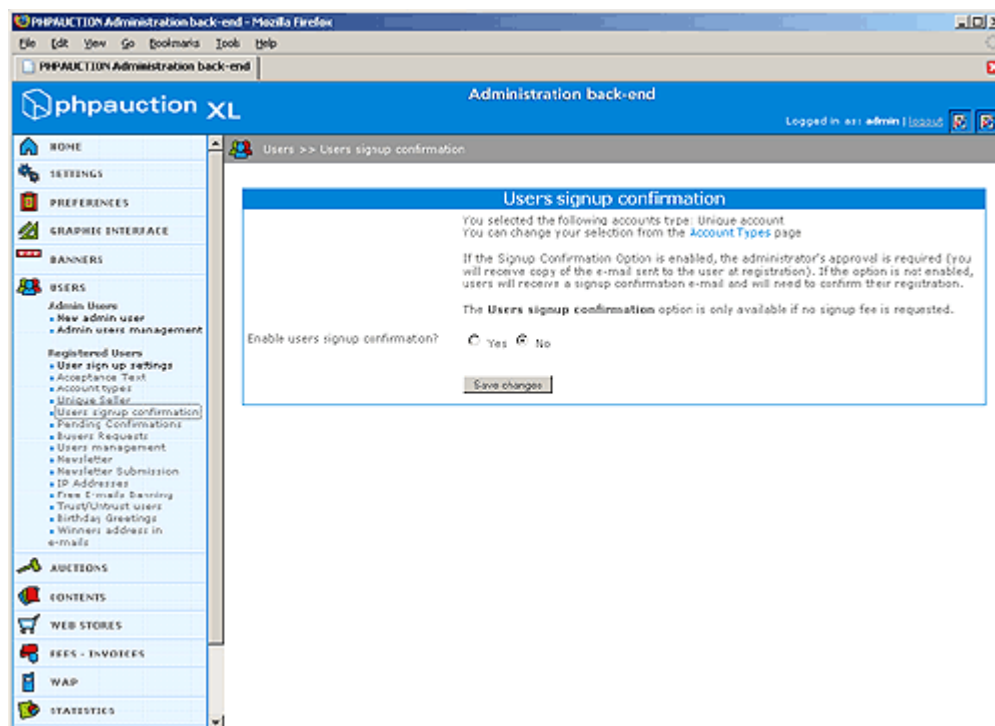 PHPAUCTION Administration back-end - Mozilla Firefox
File Edit View Go Bookmarks Tools Help
PHPAUCTION Administration back-end
phpauction XL
Administration back-end
Logged in as: admin | logout
HOME
SETTINGS
PREFERENCES
GRAPHIC INTERFACE
BANNERS
USERS
Admin Users
New admin user
Admin users management
Registered Users
User sign up settings
Acceptance Text
Account types
Unique Seller
Users signup confirmation
Pending Confirmations
Buyers Requests
Users management
Newsletter
Newsletter Submission
IP Addresses
Free E-mails Banning
Trust/Untrust users
Birthday Greetings
Winners address in
e-mails
AUCTIONS
CONTENTS
WEB STORES
FEES - INVOICES
WAP
STATISTICS
Users >> Users signup confirmation
Users signup confirmation
You selected the following accounts type: Unique account
You can change your selection from the Account Types page
If the Signup Confirmation Option is enabled, the administrator's approval is required (you
will receive copy of the e-mail sent to the user at registration). If the option is not enabled,
users will receive a signup confirmation e-mail and will need to confirm their registration.
The Users signup confirmation option is only available if no signup fee is requested.
Enable users signup confirmation? Yes No
Save changes